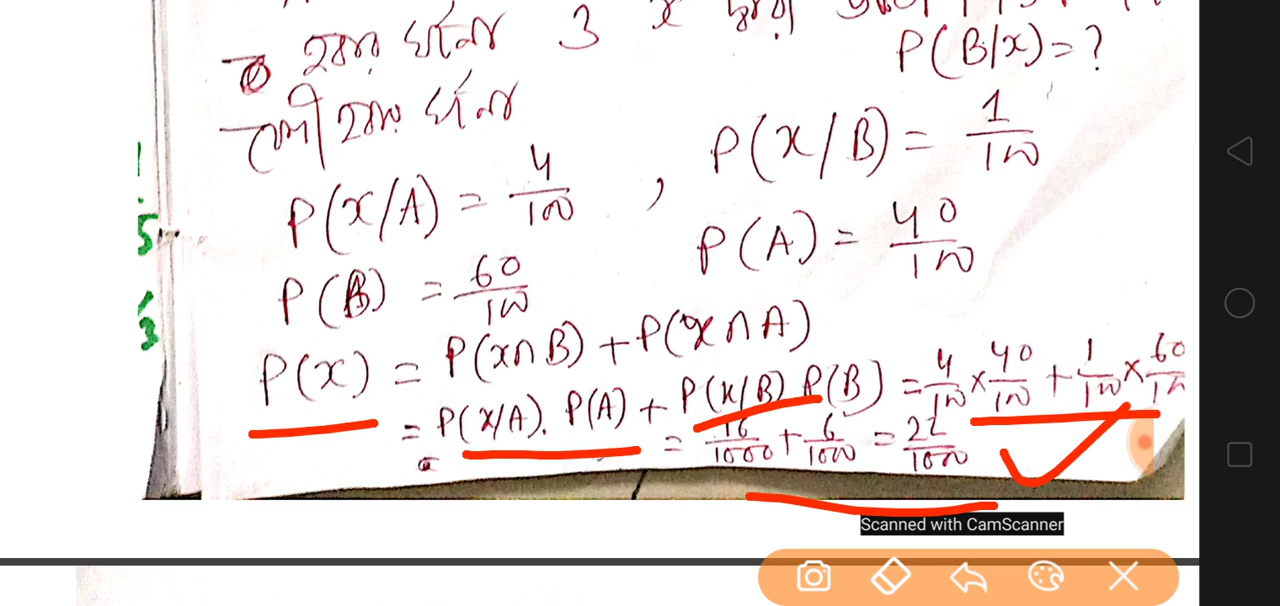 P(B/x)=?
P(x/A) = 4/100 , P(x/B) = 1/100
P(B) = 60/100 P(A) = 40/100
P(x) = P(x∩B) + P(x∩A)
= P(x/A). P(A) + P(x/B) P(B) = 4/100 × 40/100 + 1/100 × 60/100
= 16/1000 + 6/1000 = 22/1000
Scanned with CamScanner